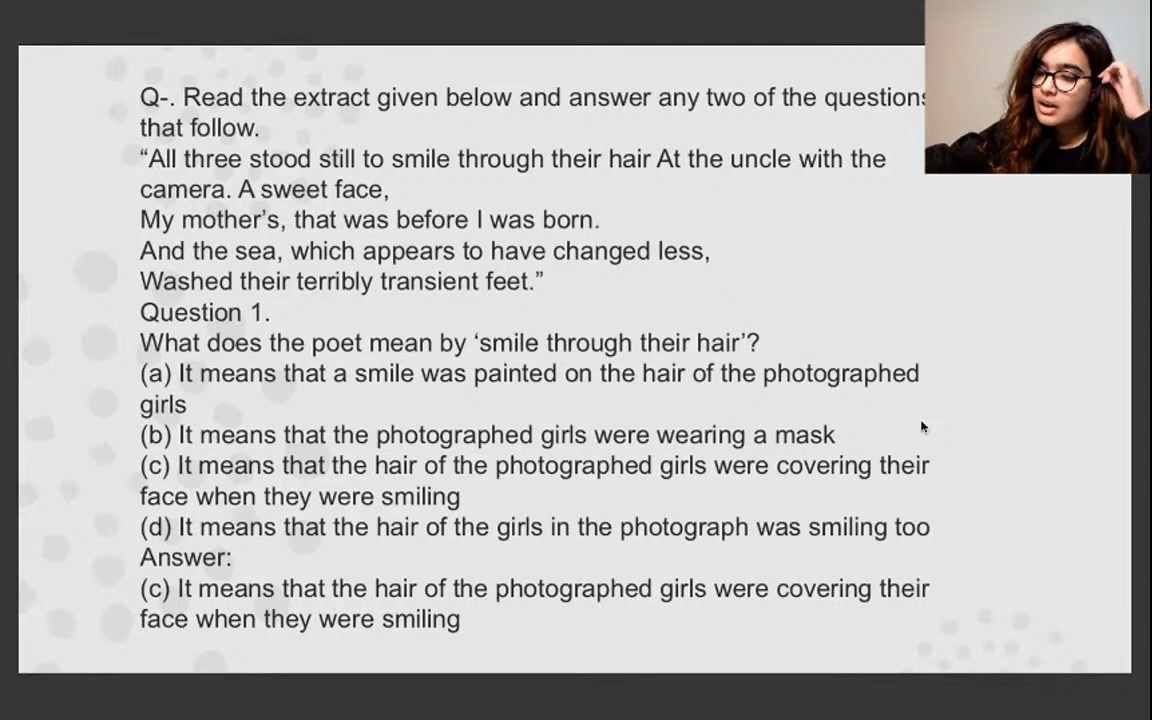 Q-. Read the extract given below and answer any two of the questions
that follow.
“All three stood still to smile through their hair At the uncle with the
camera. A sweet face,
My mother’s, that was before I was born.
And the sea, which appears to have changed less,
Washed their terribly transient feet.”
Question 1.
What does the poet mean by ‘smile through their hair’?
(a) It means that a smile was painted on the hair of the photographed
girls
(b) It means that the photographed girls were wearing a mask
(c) It means that the hair of the photographed girls were covering their
face when they were smiling
(d) It means that the hair of the girls in the photograph was smiling too
Answer:
(c) It means that the hair of the photographed girls were covering their
face when they were smiling